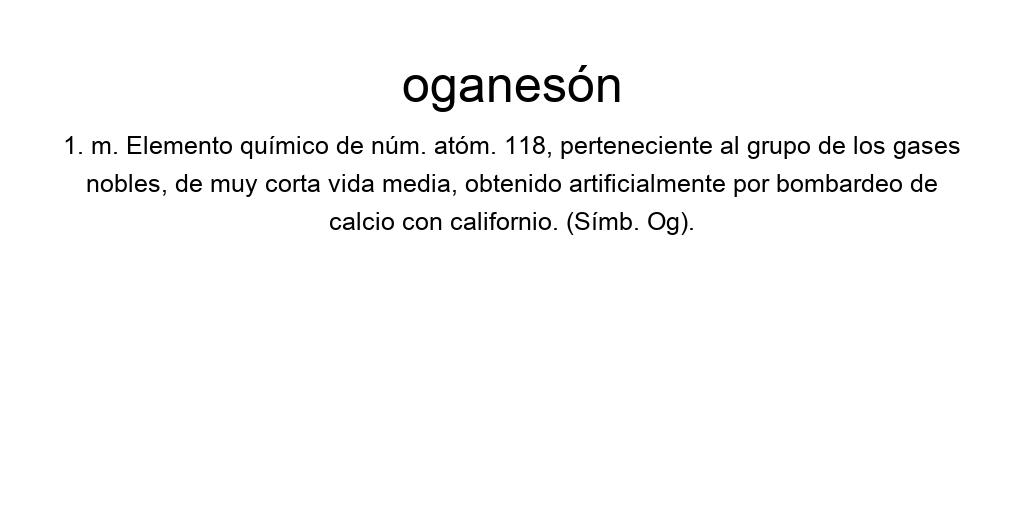 oganesón
1. m. Elemento químico de núm. atóm. 118, perteneciente al grupo de los gases
nobles, de muy corta vida media, obtenido artificialmente por bombardeo de
calcio con californio. (Símb. Og).